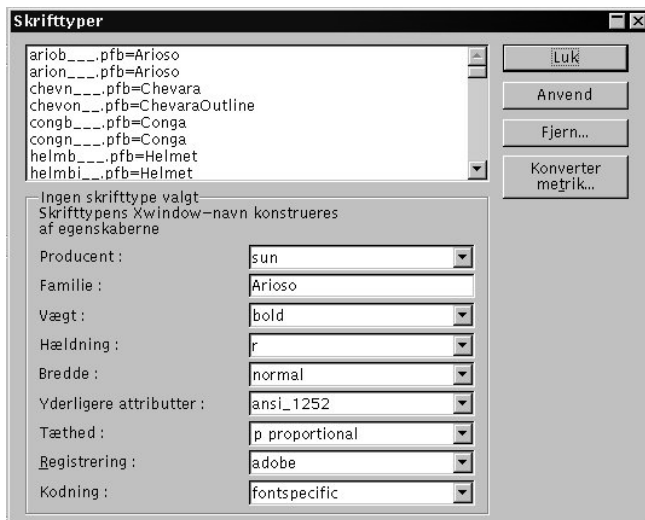 Skrifttyper
ariob___.pfb=Arioso
arion___.pfb=Arioso
chevn___.pfb=Chevara
chevon__.pfb=ChevaraOutline
congb___.pfb=Conga
congn___.pfb=Conga
helmb___.pfb=Helmet
helmbi__.pfb=Helmet
Luk
Anvend
Fjern...
Konverter
metrik...
Ingen skrifttype valgt
Skrifttypens Xwindow-navn konstrueres
af egenskaberne
Producent : sun
Familie : Arioso
Vægt : bold
Hældning : r
Bredde : normal
Yderligere attributter : ansi_1252
Tæthed : p proportional
Registrering : adobe
Kodning : fontspecific